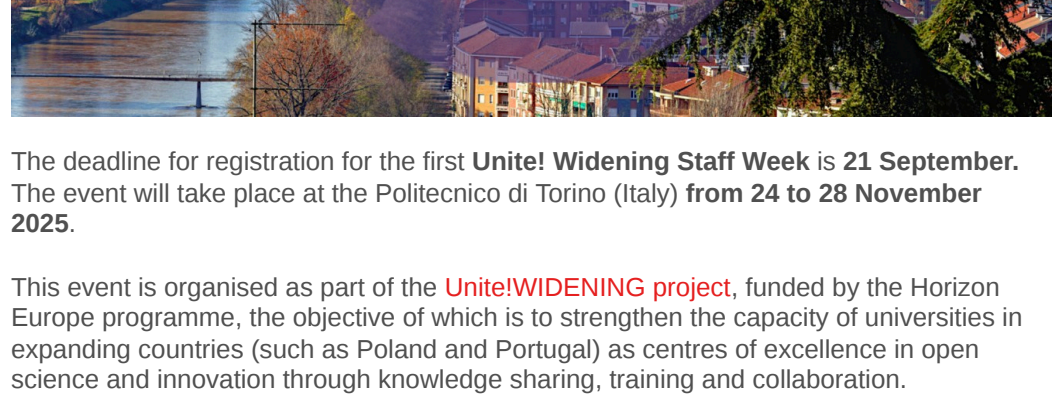 The deadline for registration for the first Unite! Widening Staff Week is 21 September.
The event will take place at the Politecnico di Torino (Italy) from 24 to 28 November
2025.
This event is organised as part of the Unite!WIDENING project, funded by the Horizon
Europe programme, the objective of which is to strengthen the capacity of universities in
expanding countries (such as Poland and Portugal) as centres of excellence in open
science and innovation through knowledge sharing, training and collaboration.